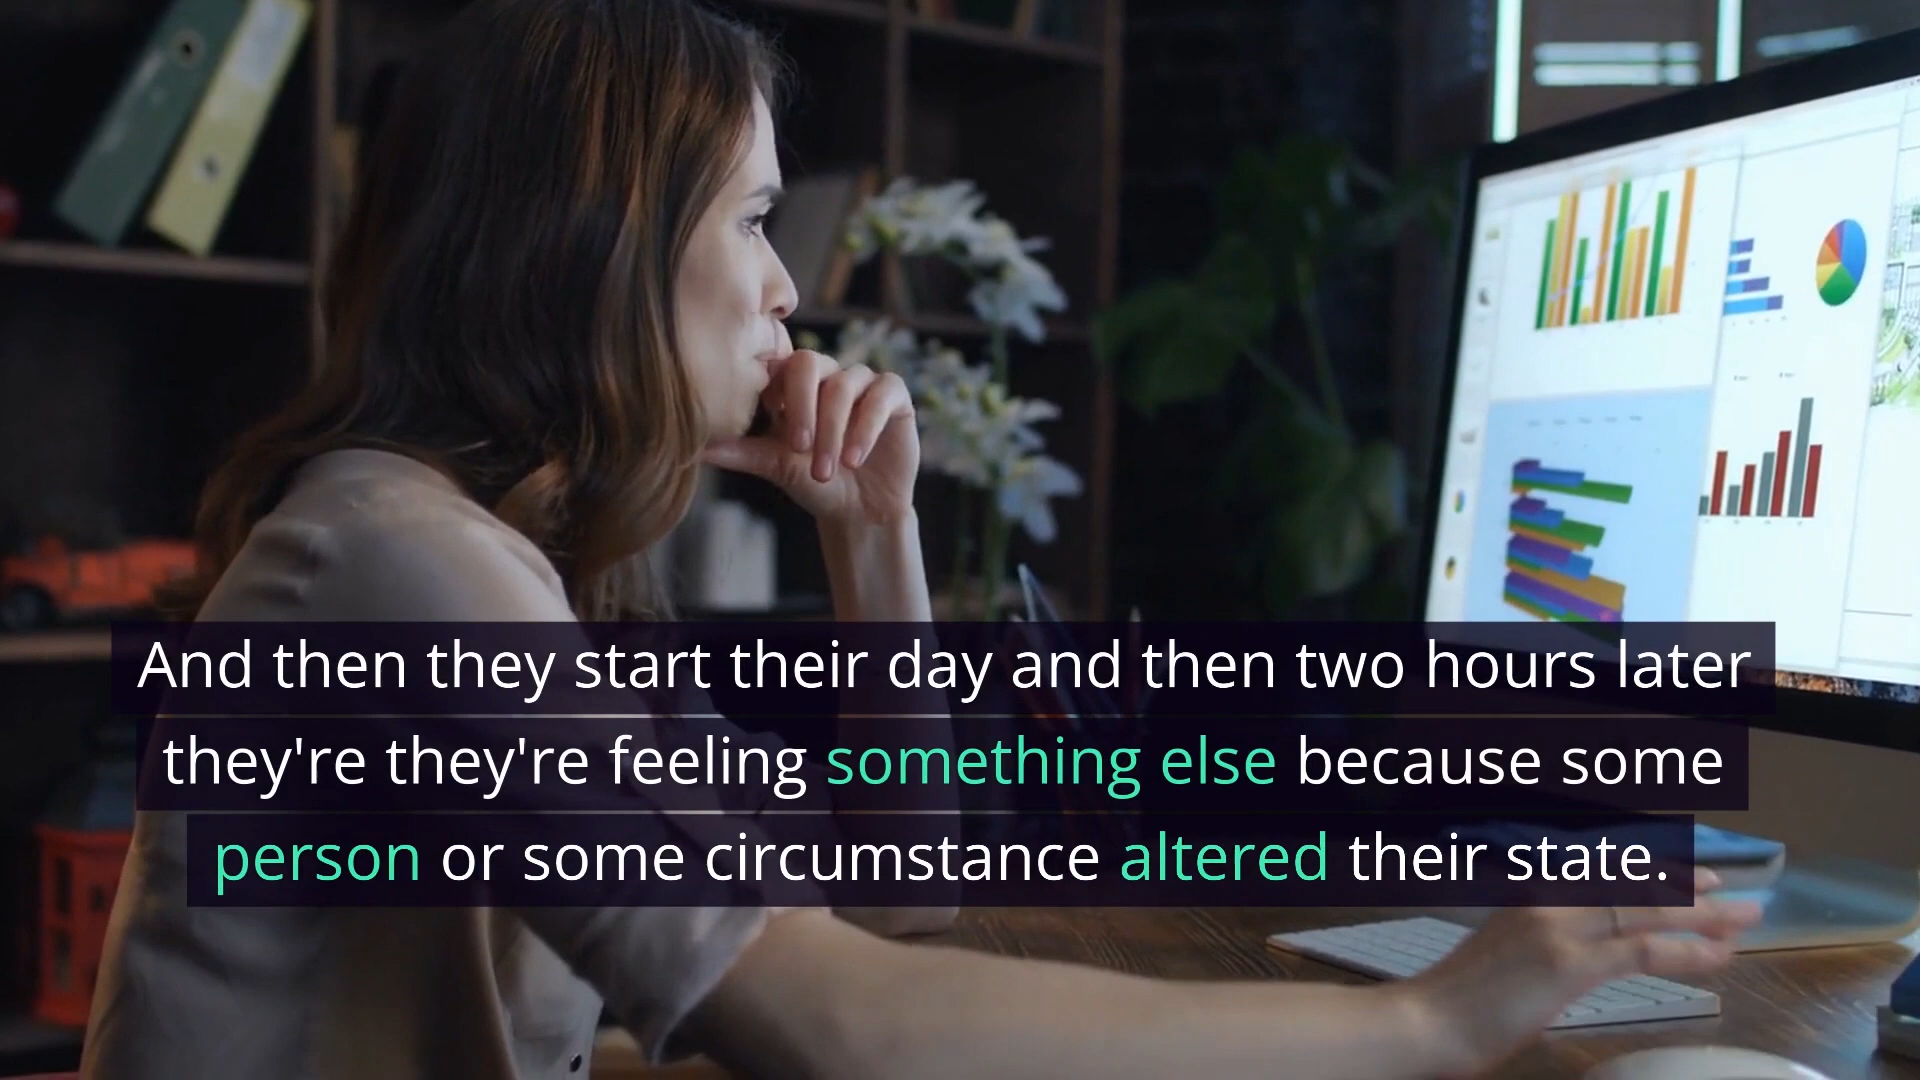 And then they start their day and then two hours later
they're they're feeling something else because some
person or some circumstance altered their state.